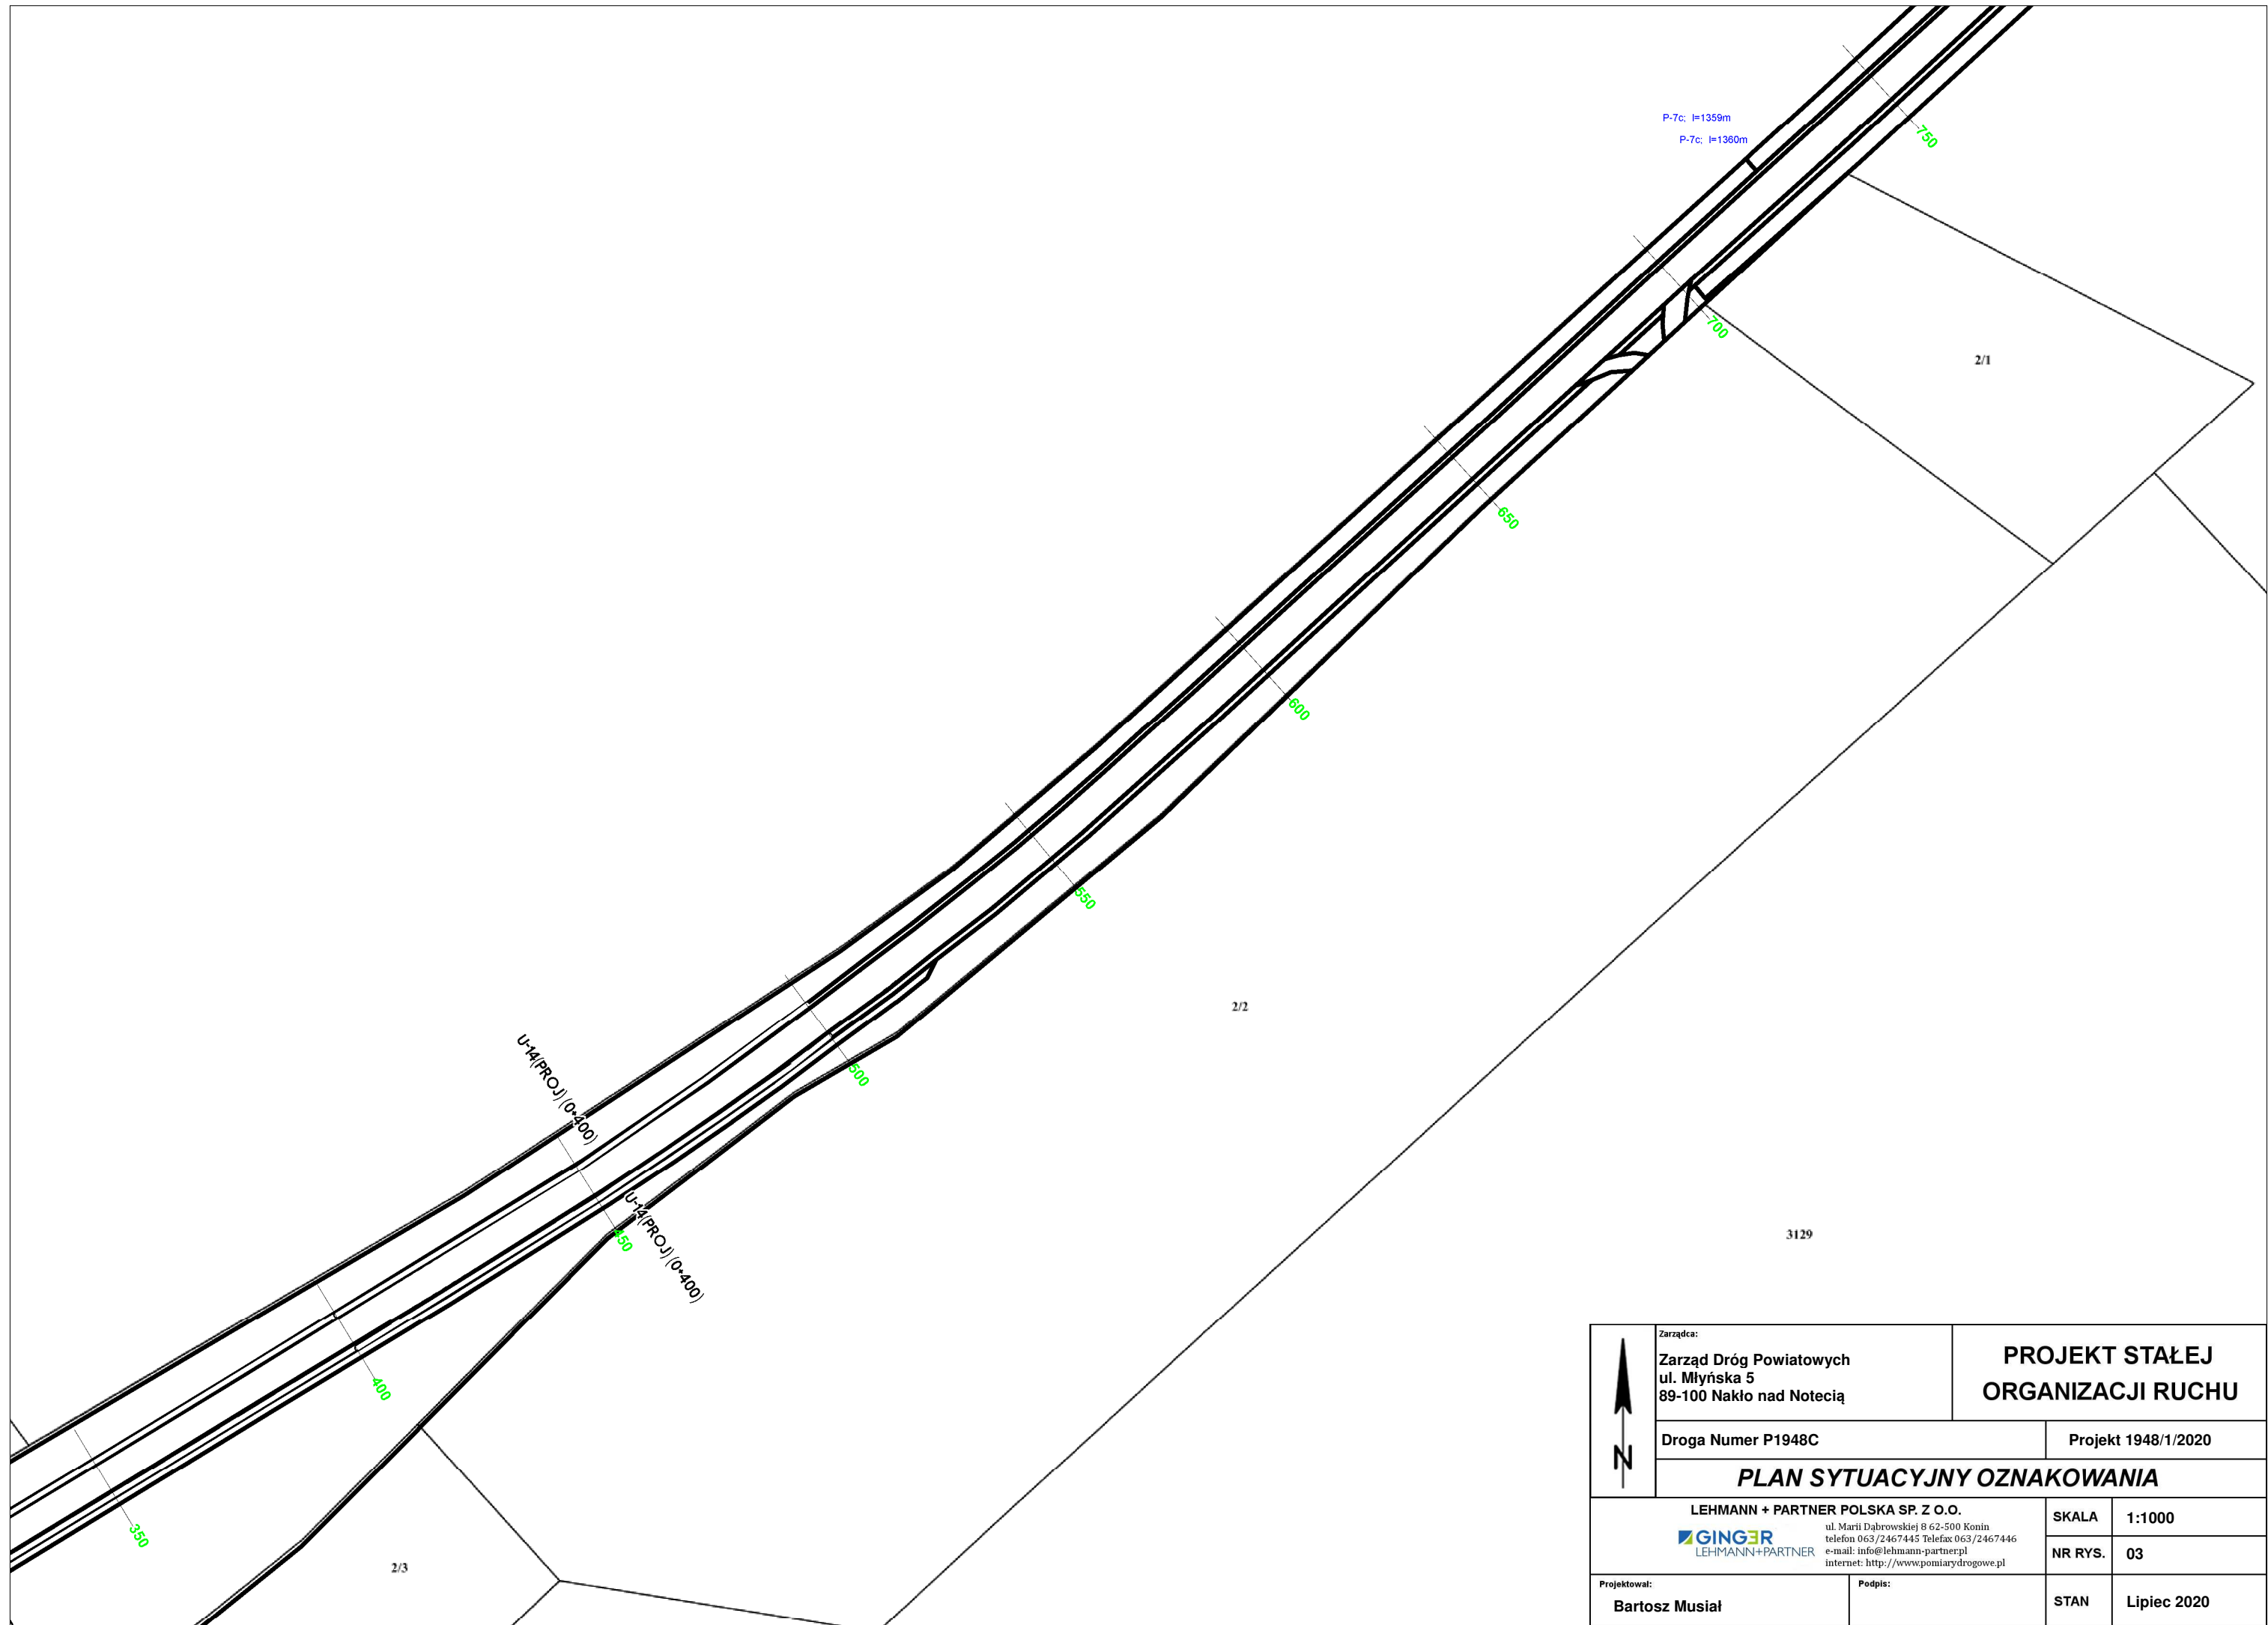 P-7c; l=1359m
P-7c; l=1360m
750
700
2/1
650
600
550
2/2
500
U-14(PROJ) (0+400)
U-14(PROJ) (0+400)
450
3129
400
350
2/3
N
Zarządca:
Zarząd Dróg Powiatowych
ul. Młyńska 5
89-100 Nakło nad Notecią
PROJEKT STAŁEJ
ORGANIZACJI RUCHU
Droga Numer P1948C
Projekt 1948/1/2020
PLAN SYTUACYJNY OZNAKOWANIA
LEHMANN + PARTNER POLSKA SP. Z O.O.
GINGER
LEHMANN+PARTNER
ul. Marii Dąbrowskiej 8 62-500 Konin
telefon 063/2467445 Telefax 063/2467446
e-mail: info@lehmann-partner.pl
internet: http://www.pomiarydrogowe.pl
SKALA
1:1000
NR RYS.
03
Projektował:
Bartosz Musiał
Podpis:
STAN
Lipiec 2020